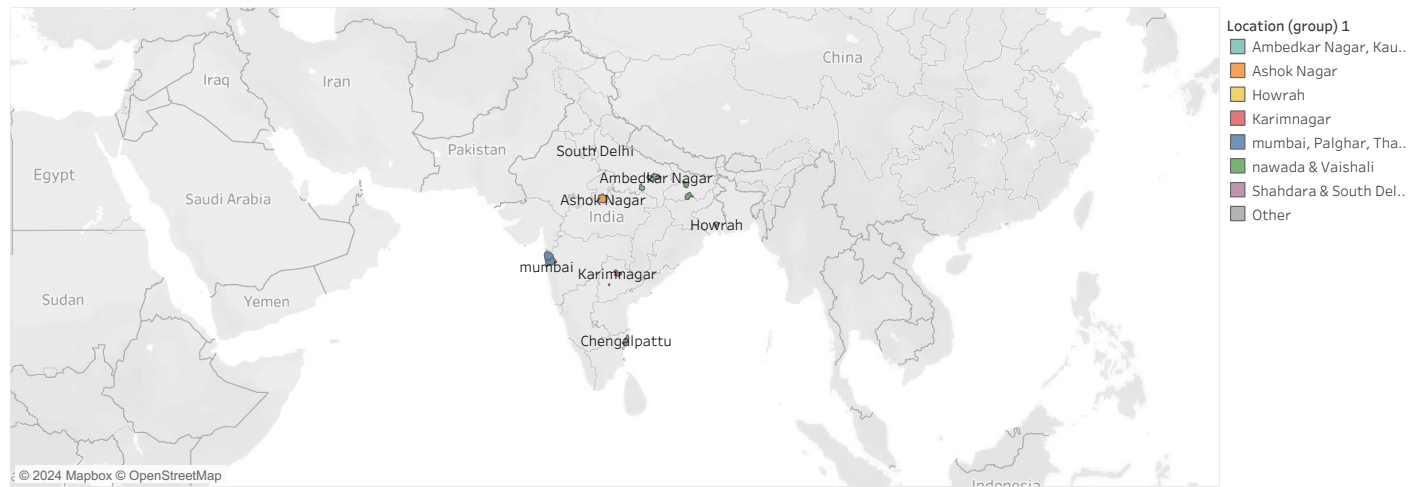 Location (group) 1
Ambedkar Nagar, Kau..
Ashok Nagar
Howrah
Karimnagar
mumbai, Palghar, Tha..
nawada & Vaishali
Shahdara & South Del..
Other
China
Iraq
Iran
Pakistan
South Delhi
Egypt
Ambedkar Nagar
Saudi Arabia
Ashok Nagar
India
Howrah
mumbai
Karimnagar
Sudan
Yemen
Chengalpattu
© 2024 Mapbox © OpenStreetMap
Indonesia